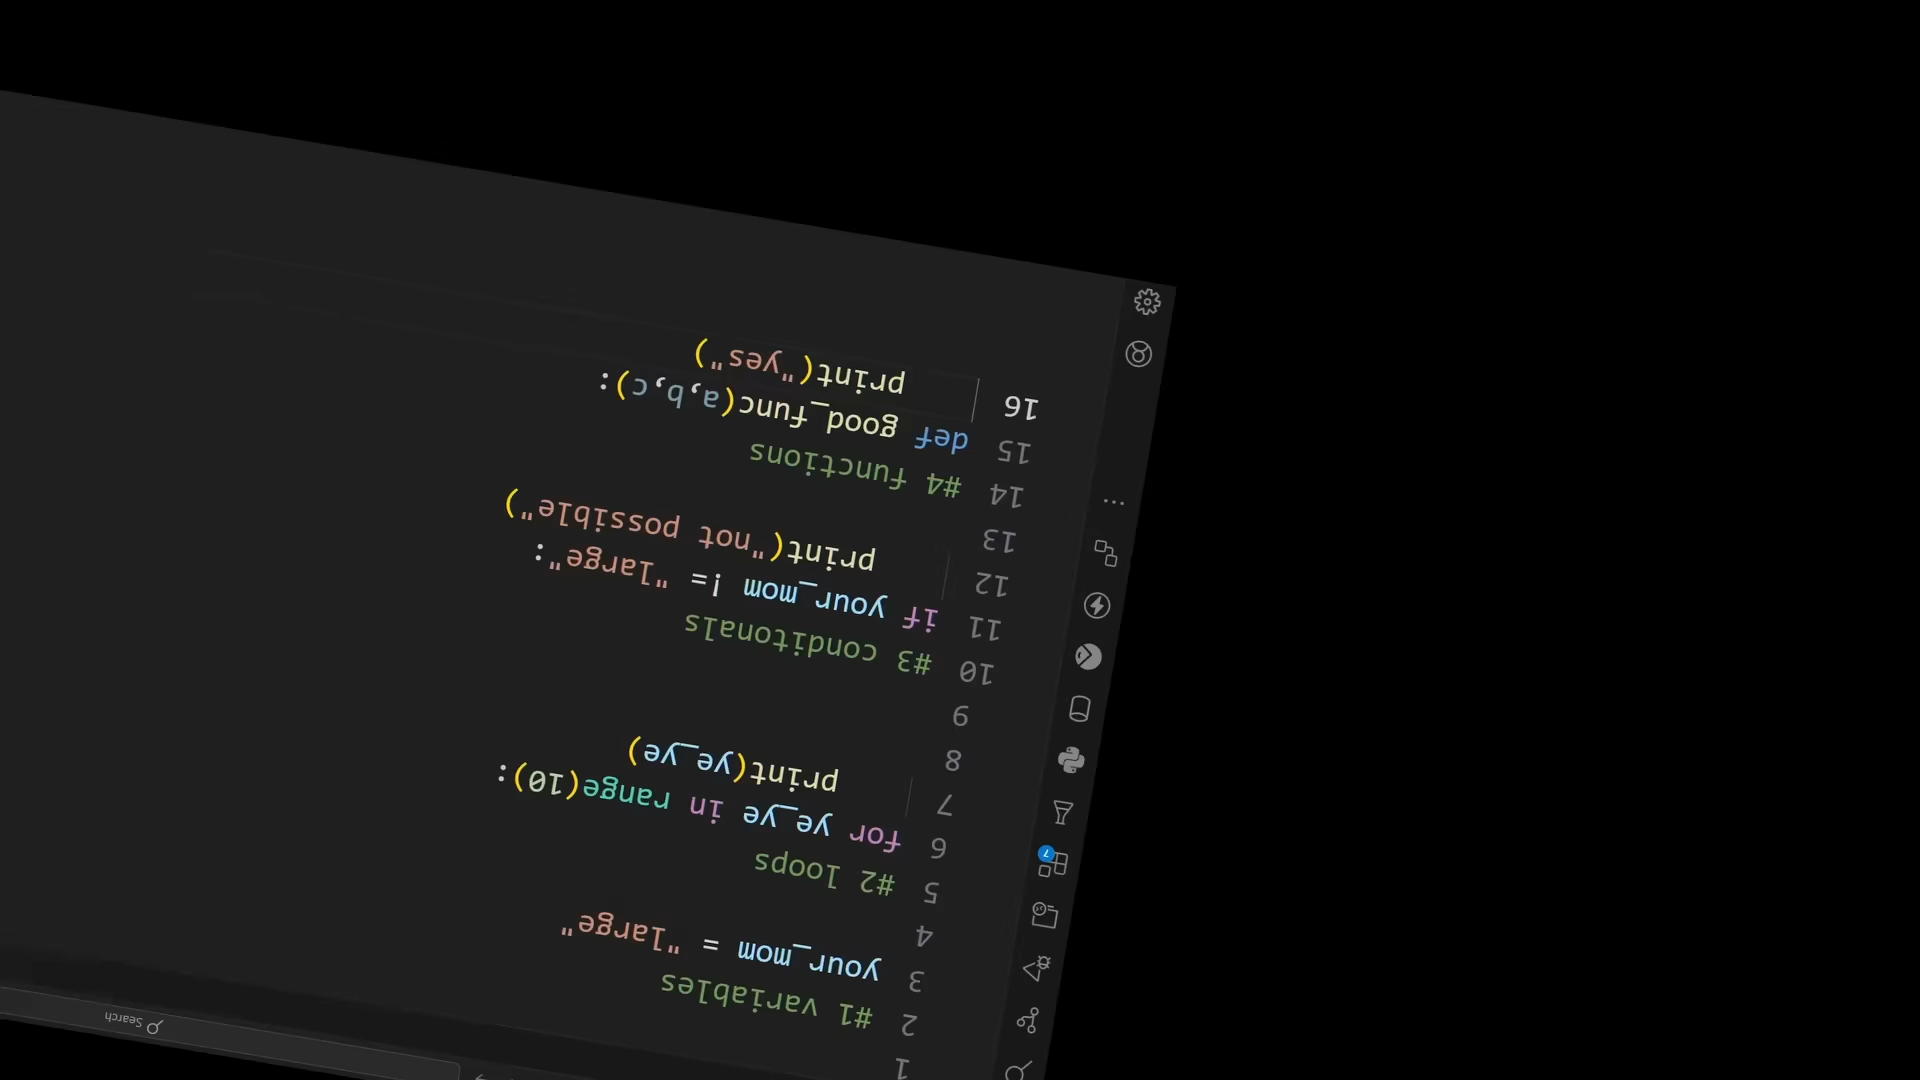 Search
1
2 #1 variables
3 your_mom = "large"
4
5 #2 loops
6 for ye_ye in range(10):
7 print(ye_ye)
8
9
10 #3 conditonals
11 if your_mom != "large":
12 print("not possible")
13
14 #4 functions
15 def good_func(a,b,c):
16 print("yes")
7